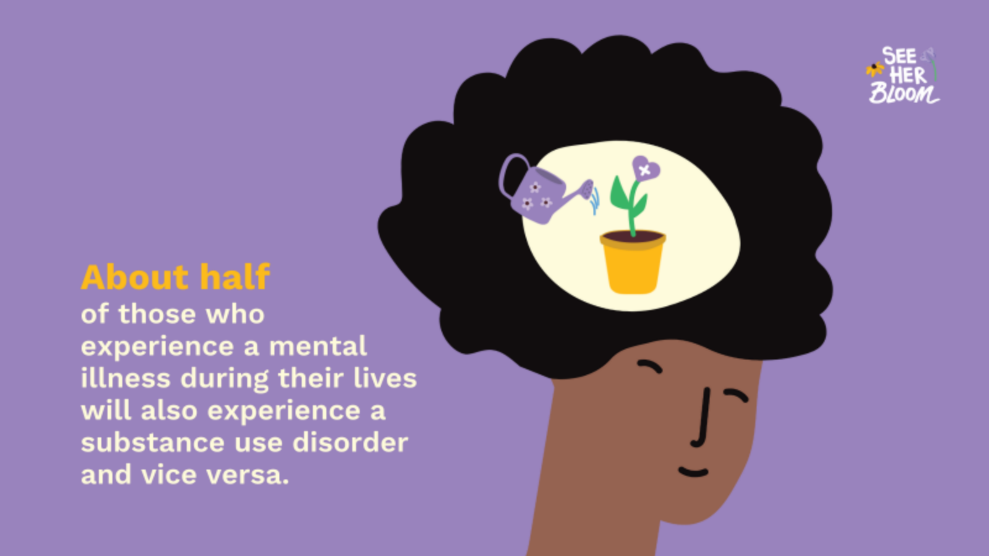 SEE
HER
BLOOM
About half
of those who
experience a mental
illness during their lives
will also experience a
substance use disorder
and vice versa.